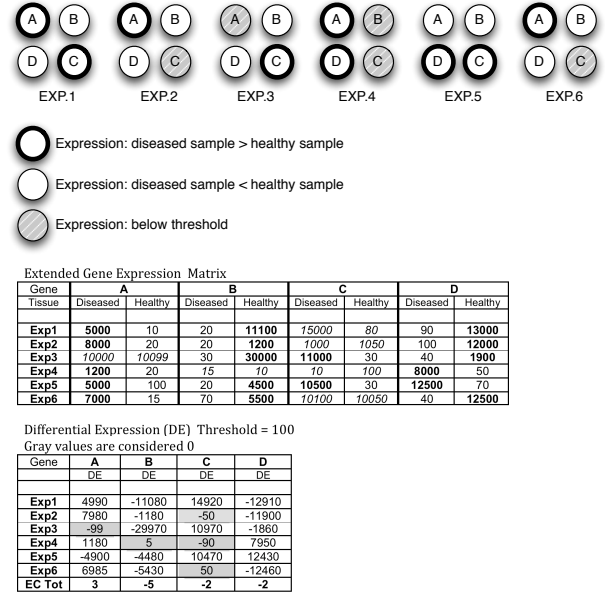 A B A B A B A B A B A B
D C D C D C D C D C D C
EXP.1 EXP.2 EXP.3 EXP.4 EXP.5 EXP.6
Expression: diseased sample > healthy sample
Expression: diseased sample < healthy sample
Expression: below threshold
Extended Gene Expression Matrix
Gene A B C D
Tissue Diseased Healthy Diseased Healthy Diseased Healthy Diseased Healthy
Exp1 5000 10 20 11100 15000 80 90 13000
Exp2 8000 20 20 1200 1000 1050 100 12000
Exp3 10000 10099 30 30000 11000 30 40 1900
Exp4 1200 20 15 10 10 100 8000 50
Exp5 5000 100 20 4500 10500 30 12500 70
Exp6 7000 15 70 5500 10100 10050 40 12500
Differential Expression (DE) Threshold = 100
Gray values are considered 0
Gene A B C D
DE DE DE DE
Exp1 4990 -11080 14920 -12910
Exp2 7980 -1180 -50 -11900
Exp3 -99 -29970 10970 -1860
Exp4 1180 5 -90 7950
Exp5 -4900 -4480 10470 12430
Exp6 6985 -5430 50 -12460
EC Tot 3 -5 -2 -2